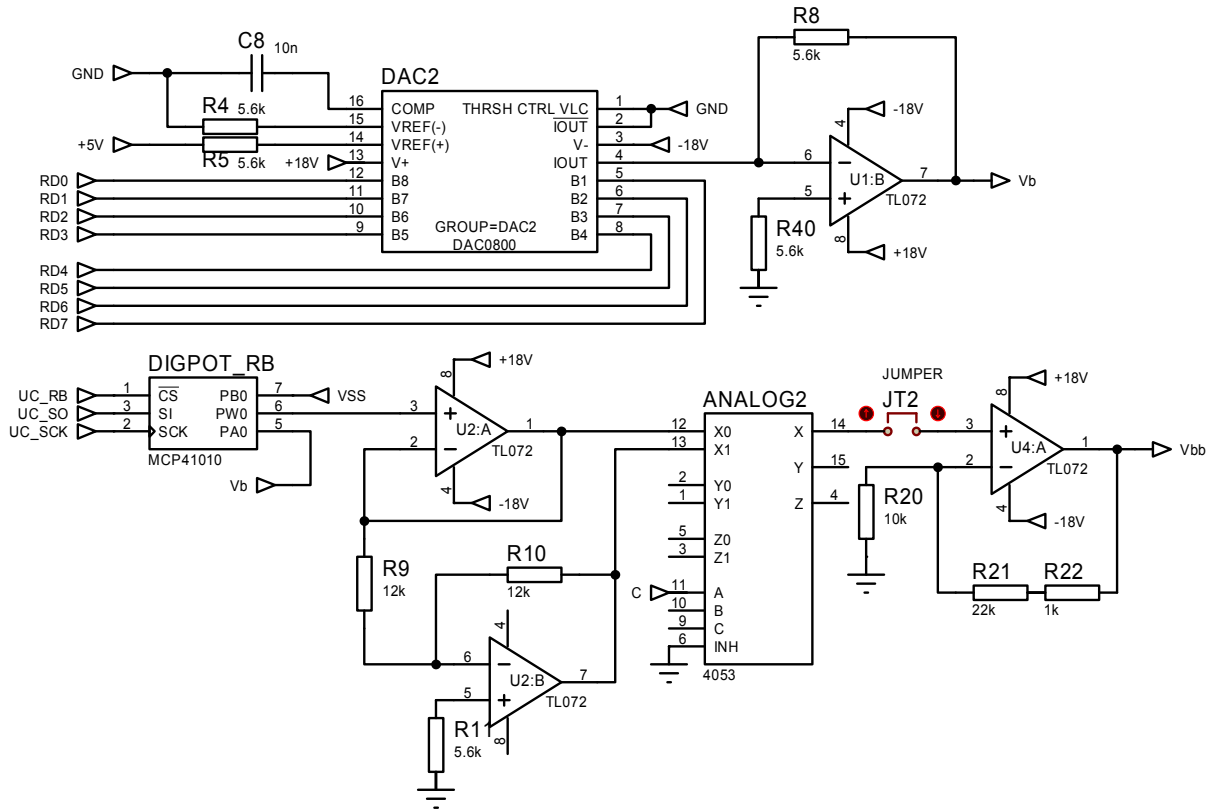 R8
5.6k
C8
10n
GND
DAC2
R4
5.6k
+5V
R5
5.6k
+18V
16
15
14
13
12
11
10
9
COMP
VREF(-)
VREF(+)
V+
B8
B7
B6
B5
THRSH CTRL VLC
IOUT
V-
IOUT
B1
B2
B3
B4
GROUP=DAC2
DAC0800
1
2
3
4
5
6
7
8
GND
-18V
RD0
RD1
RD2
RD3
RD4
RD5
RD6
RD7
-18V
4
6
5
U1:B
7
TL072
8
+18V
Vb
R40
5.6k
DIGPOT_RB
UC_RB
UC_SO
UC_SCK
1
3
2
CS
SI
SCK
PB0
PW0
PA0
7
6
5
VSS
MCP41010
Vb
+18V
8
3
2
U2:A
1
TL072
4
-18V
R9
12k
R10
12k
4
6
5
U2:B
7
TL072
8
R11
5.6k
ANALOG2
12
13
2
1
5
3
11
10
9
6
X0
X1
Y0
Y1
Z0
Z1
A
B
C
INH
X
Y
Z
14
15
4
C
4053
JUMPER
JT2
+18V
8
3
2
U4:A
1
TL072
4
-18V
Vbb
R20
10k
R21
22k
R22
1k